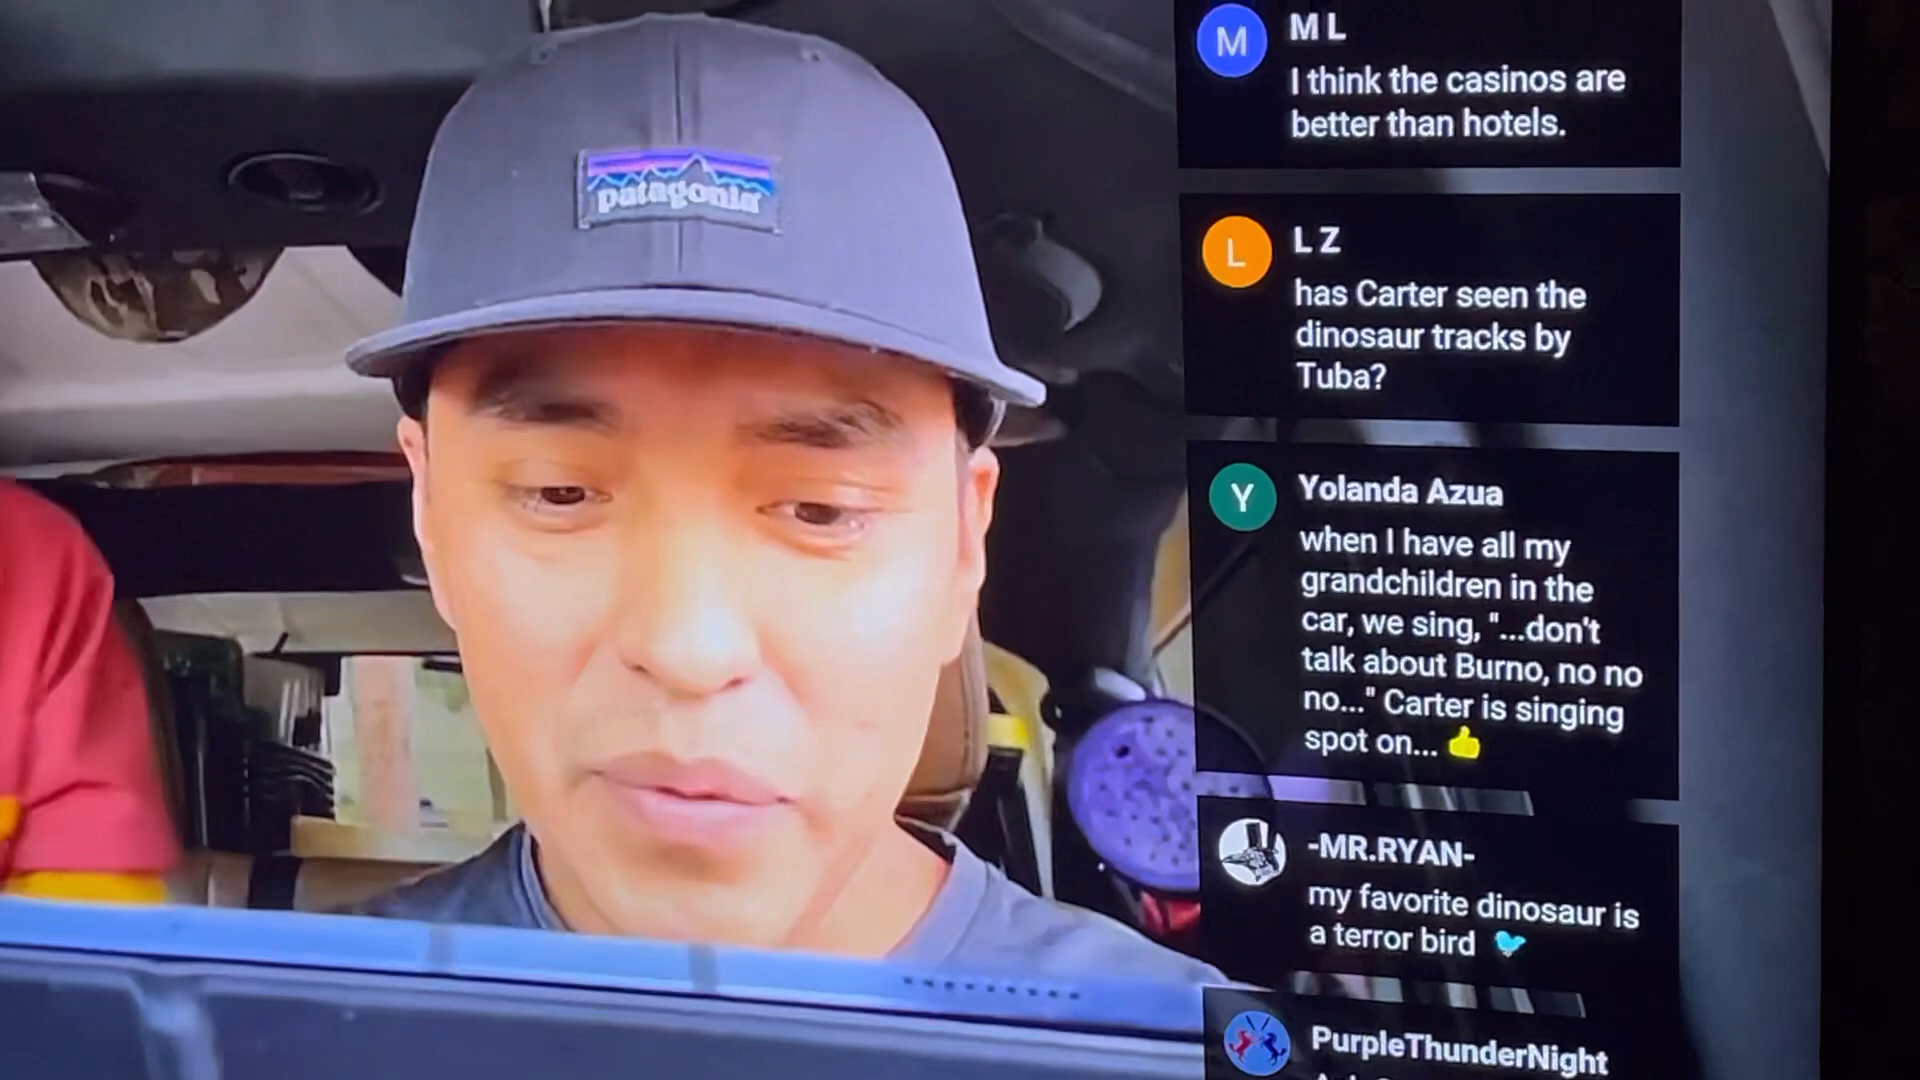 patagonia
M
M L
I think the casinos are
better than hotels.
L
L Z
has Carter seen the
dinosaur tracks by
Tuba?
Y
Yolanda Azua
when I have all my
grandchildren in the
car, we sing, "...don't
talk about Burno, no no
no..." Carter is singing
spot on... 👍
-MR.RYAN-
my favorite dinosaur is
a terror bird 🐦
PurpleThunderNight